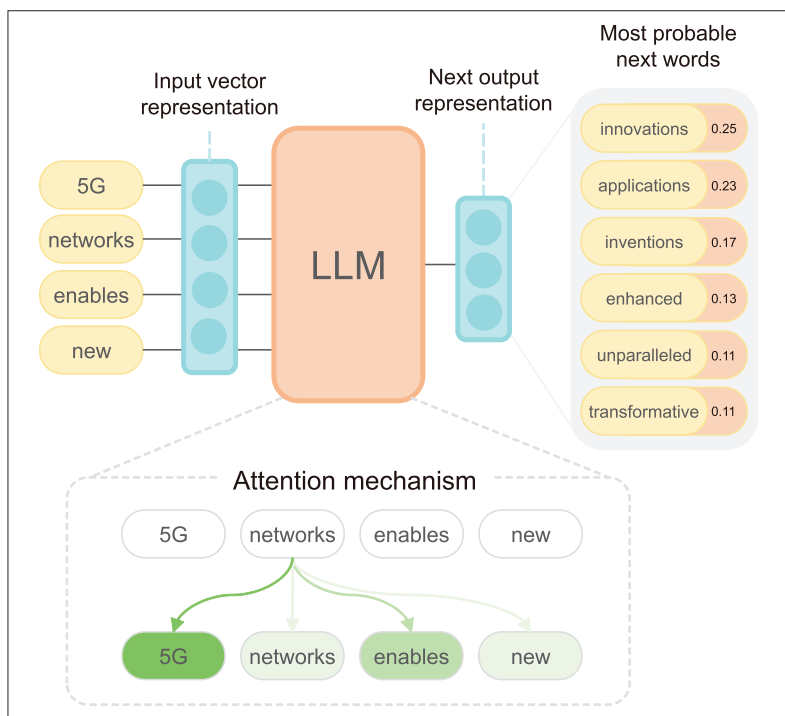 Most probable
next words
Input vector
representation
Next output
representation
5G
networks
enables
new
LLM
innovations 0.25
applications 0.23
inventions 0.17
enhanced 0.13
unparalleled 0.11
transformative 0.11
Attention mechanism
5G networks enables new
5G networks enables new